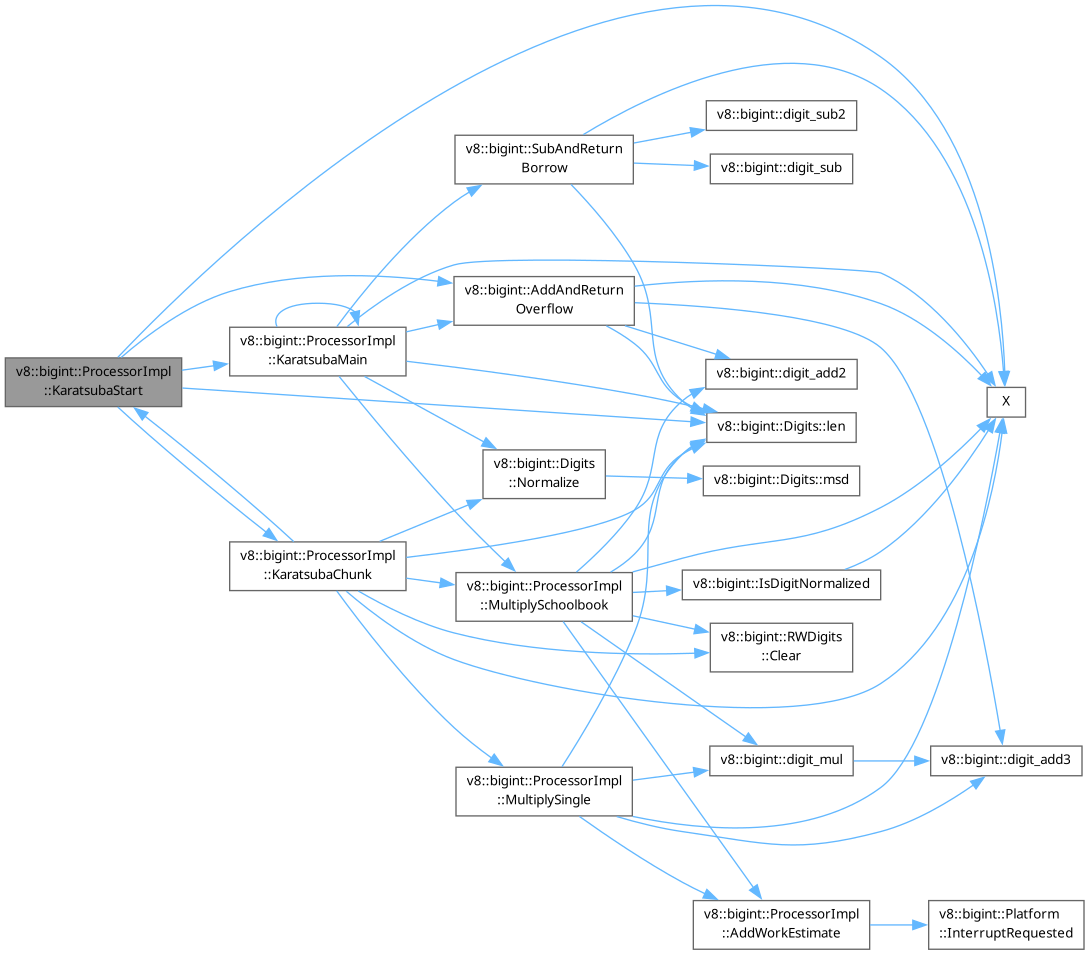 v8::bigint::ProcessorImpl
::KaratsubaStart
v8::bigint::ProcessorImpl
::KaratsubaMain
v8::bigint::ProcessorImpl
::KaratsubaChunk
v8::bigint::SubAndReturn
Borrow
v8::bigint::AddAndReturn
Overflow
v8::bigint::Digits
::Normalize
v8::bigint::ProcessorImpl
::MultiplySchoolbook
v8::bigint::ProcessorImpl
::MultiplySingle
v8::bigint::digit_sub2
v8::bigint::digit_sub
v8::bigint::digit_add2
v8::bigint::Digits::len
v8::bigint::Digits::msd
v8::bigint::IsDigitNormalized
v8::bigint::RWDigits
::Clear
v8::bigint::digit_mul
v8::bigint::ProcessorImpl
::AddWorkEstimate
X
v8::bigint::digit_add3
v8::bigint::Platform
::InterruptRequested